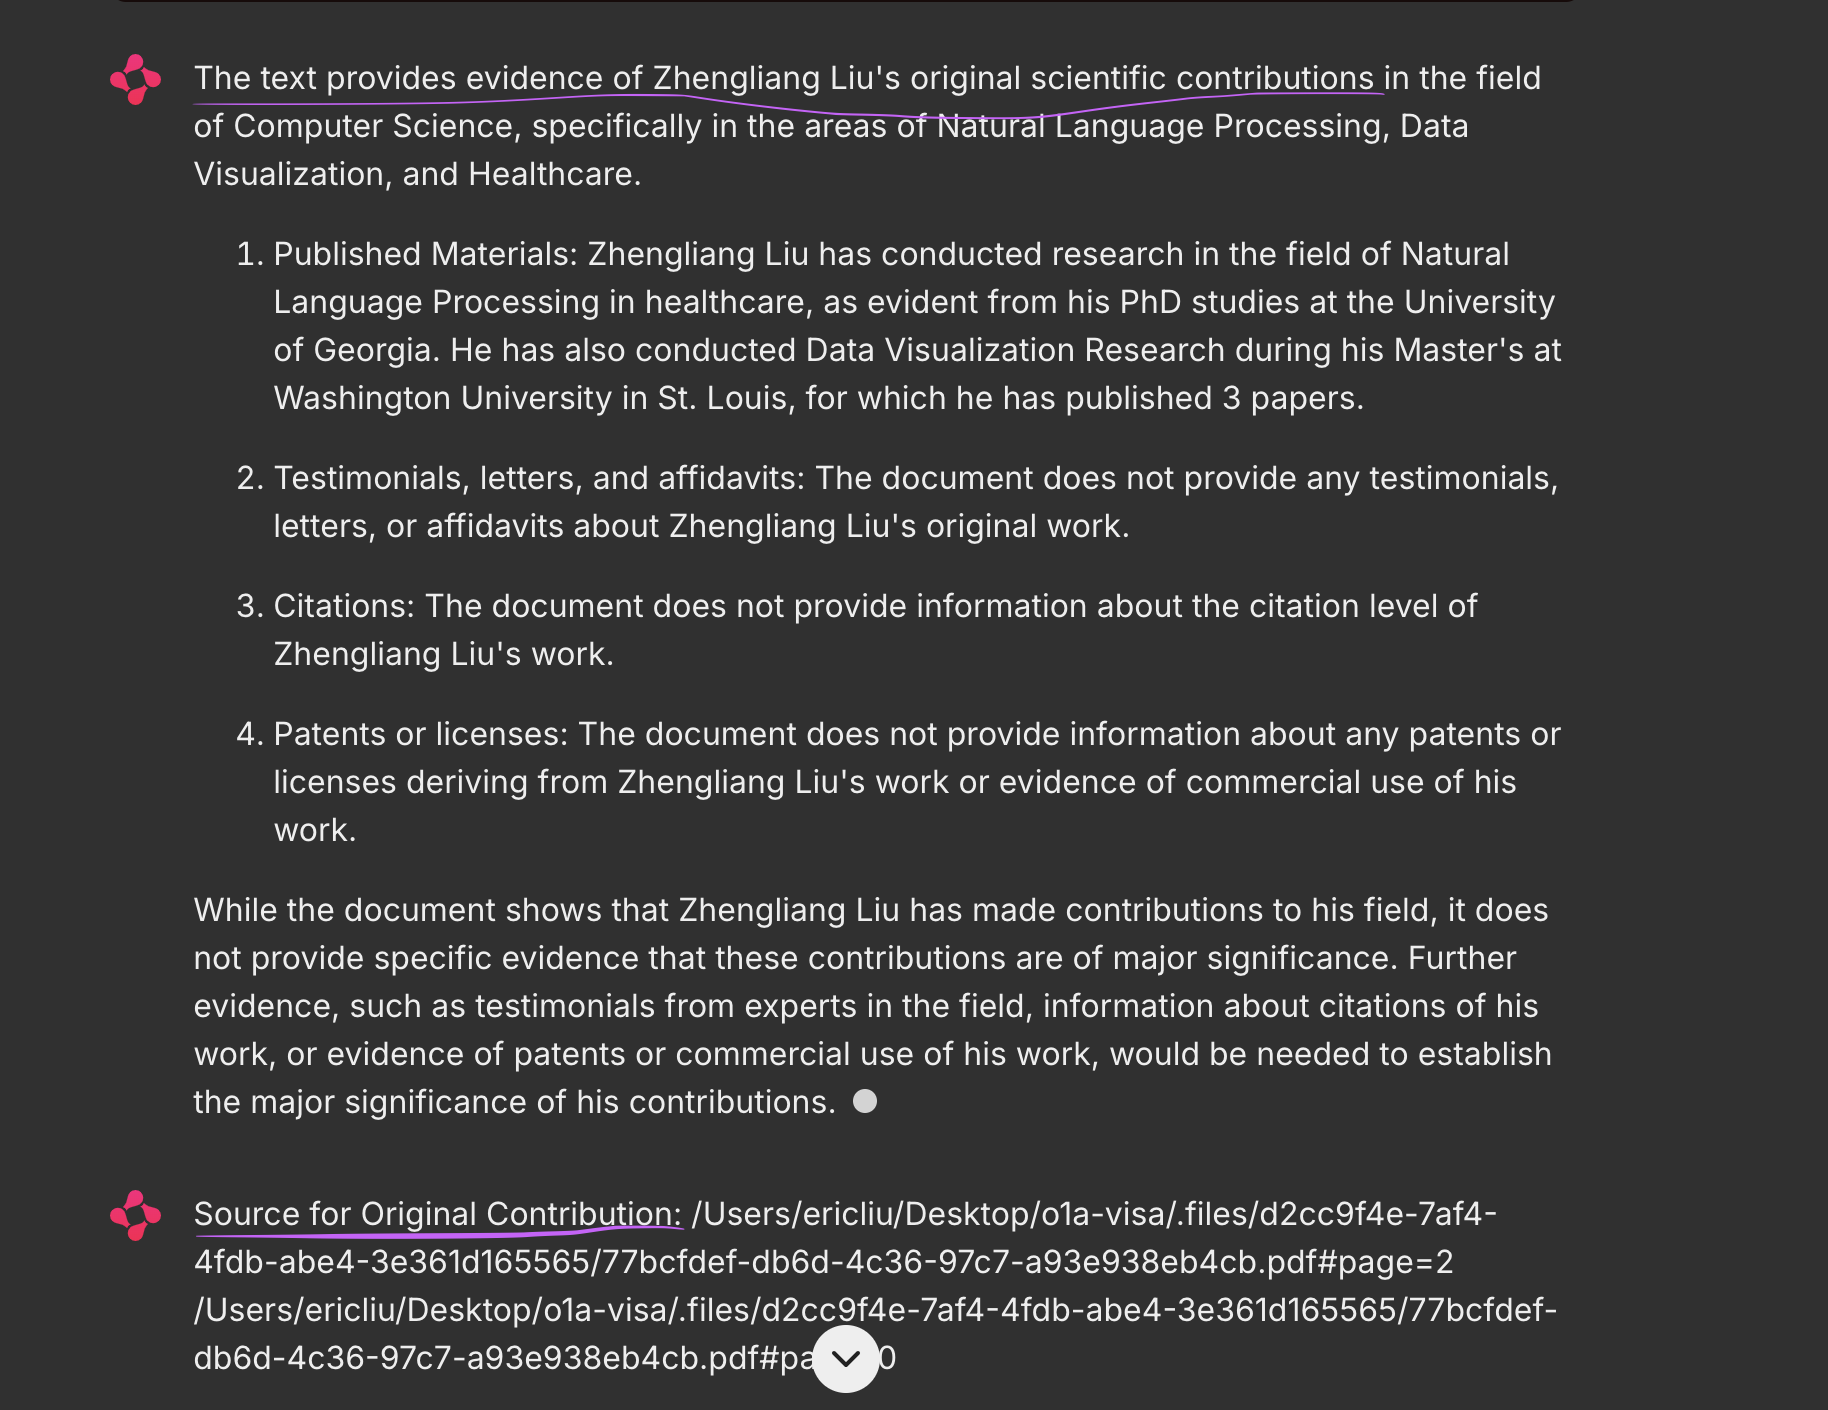 The text provides evidence of Zhengliang Liu's original scientific contributions in the field
of Computer Science, specifically in the areas of Natural Language Processing, Data
Visualization, and Healthcare.
1. Published Materials: Zhengliang Liu has conducted research in the field of Natural
Language Processing in healthcare, as evident from his PhD studies at the University
of Georgia. He has also conducted Data Visualization Research during his Master's at
Washington University in St. Louis, for which he has published 3 papers.
2. Testimonials, letters, and affidavits: The document does not provide any testimonials,
letters, or affidavits about Zhengliang Liu's original work.
3. Citations: The document does not provide information about the citation level of
Zhengliang Liu's work.
4. Patents or licenses: The document does not provide information about any patents or
licenses deriving from Zhengliang Liu's work or evidence of commercial use of his
work.
While the document shows that Zhengliang Liu has made contributions to his field, it does
not provide specific evidence that these contributions are of major significance. Further
evidence, such as testimonials from experts in the field, information about citations of his
work, or evidence of patents or commercial use of his work, would be needed to establish
the major significance of his contributions.
Source for Original Contribution: /Users/ericliu/Desktop/o1a-visa/.files/d2cc9f4e-7af4-
4fdb-abe4-3e361d165565/77bcfdef-db6d-4c36-97c7-a93e938eb4cb.pdf#page=2
/Users/ericliu/Desktop/o1a-visa/.files/d2cc9f4e-7af4-4fdb-abe4-3e361d165565/77bcfdef-
db6d-4c36-97c7-a93e938eb4cb.pdf#pa 0